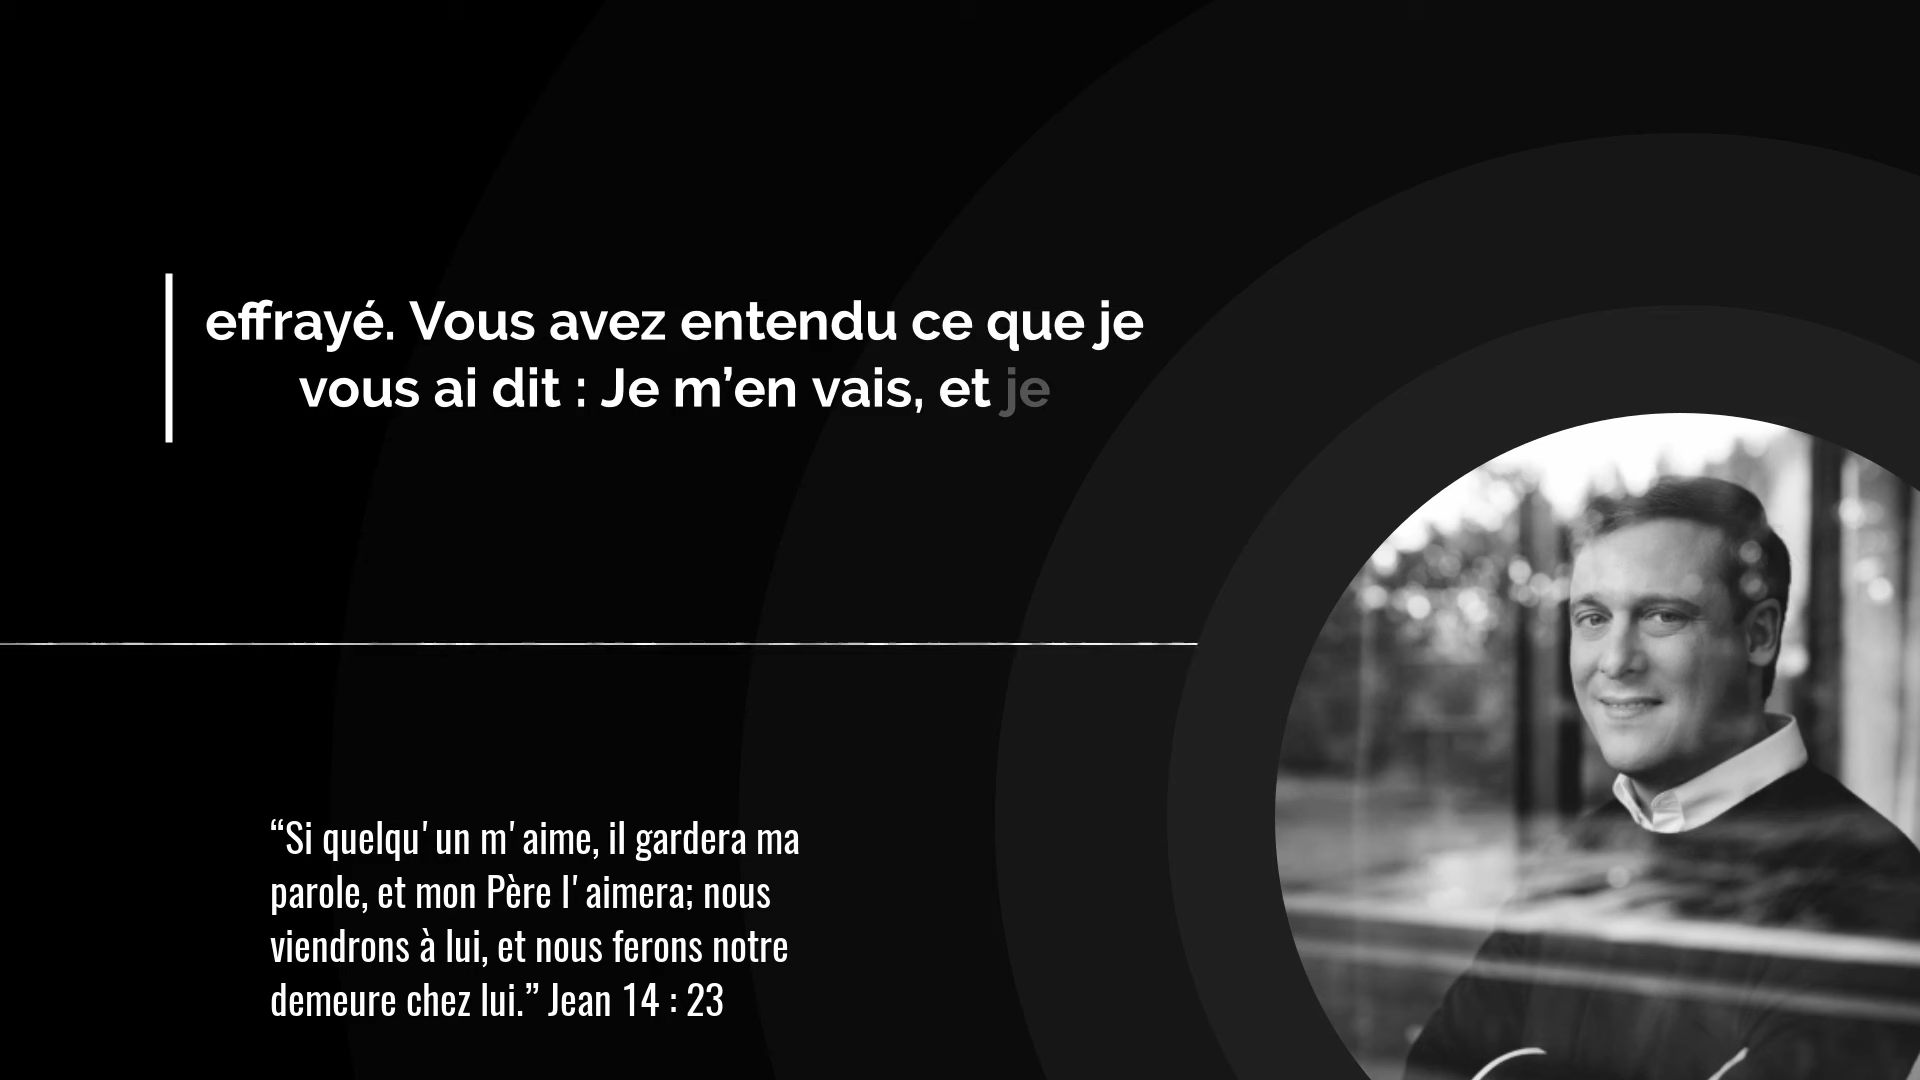 effrayé. Vous avez entendu ce que je
vous ai dit : Je m’en vais, et je
“Si quelqu'un m'aime, il gardera ma
parole, et mon Père l'aimera; nous
viendrons à lui, et nous ferons notre
demeure chez lui.” Jean 14 : 23